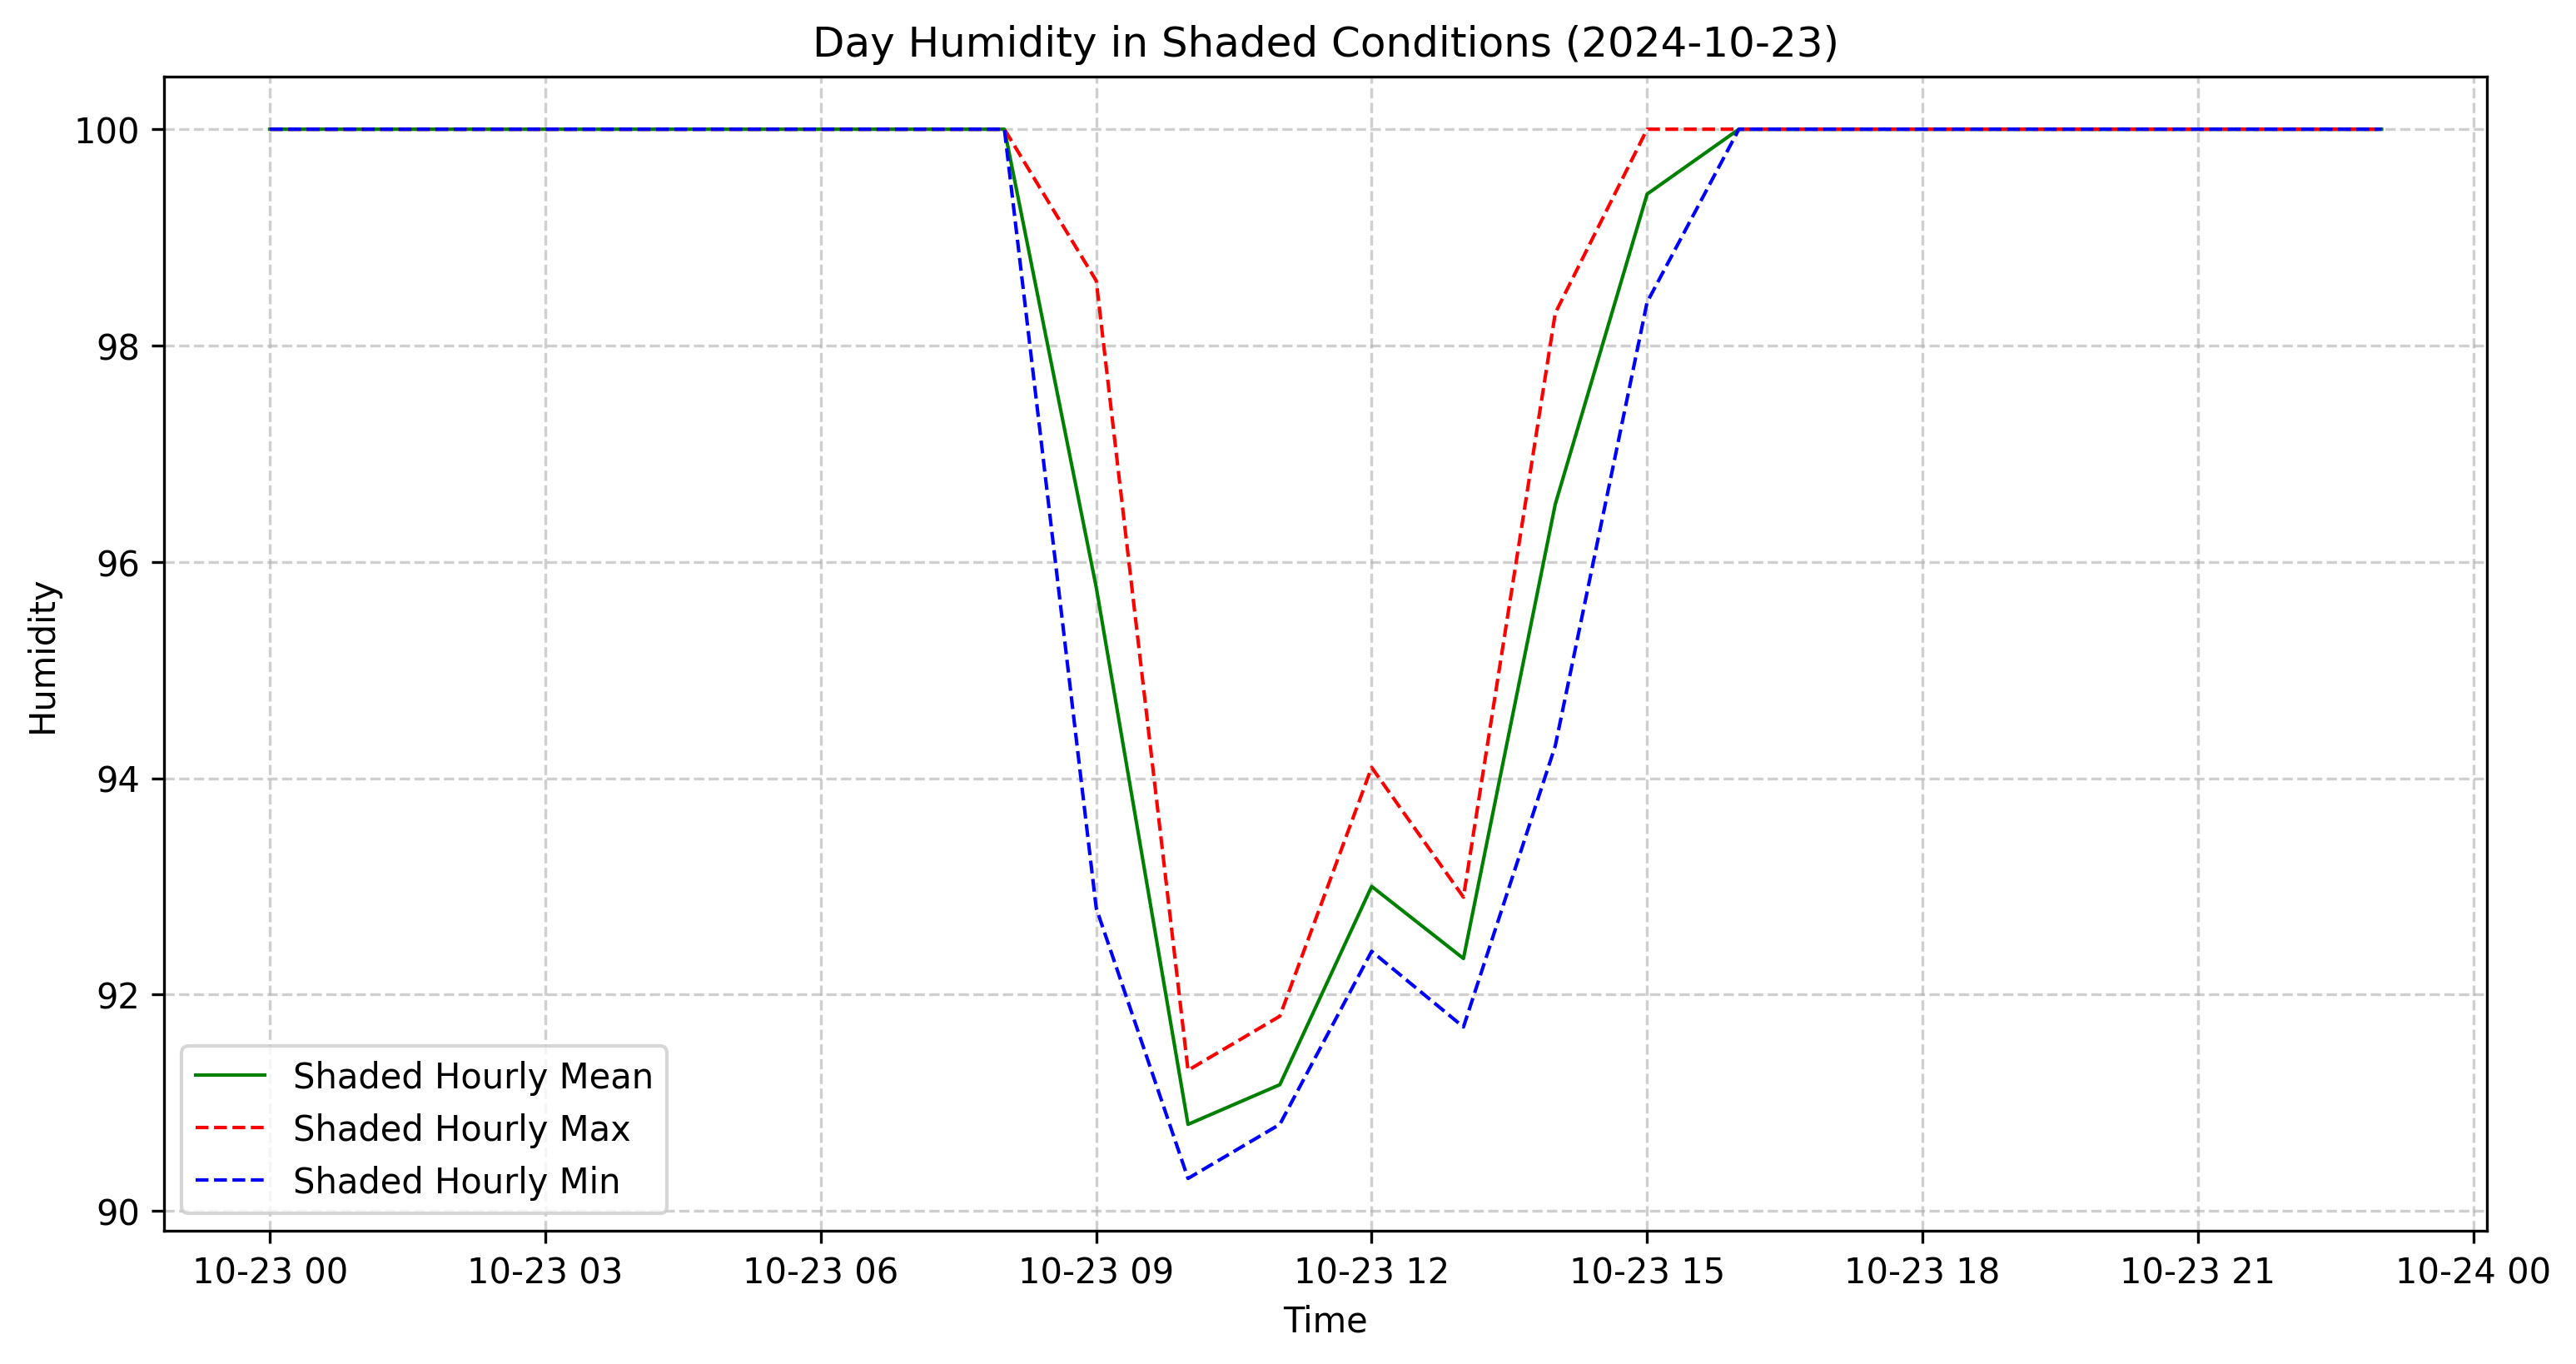 Day Humidity in Shaded Conditions (2024-10-23)
100
98
96
94
92
90
Humidity
Shaded Hourly Mean
Shaded Hourly Max
Shaded Hourly Min
10-23 00 10-23 03 10-23 06 10-23 09 10-23 12 10-23 15 10-23 18 10-23 21 10-24 00
Time